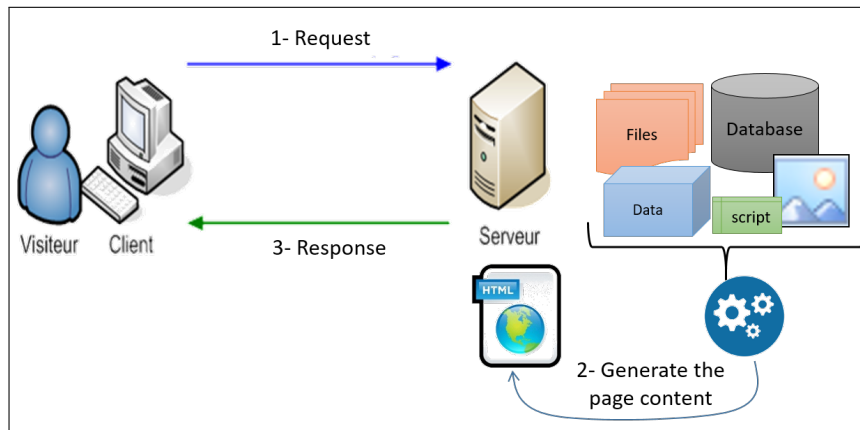 1- Request
Files
Database
Data
script
3- Response
Visiteur
Client
Serveur
HTML
2- Generate the
page content